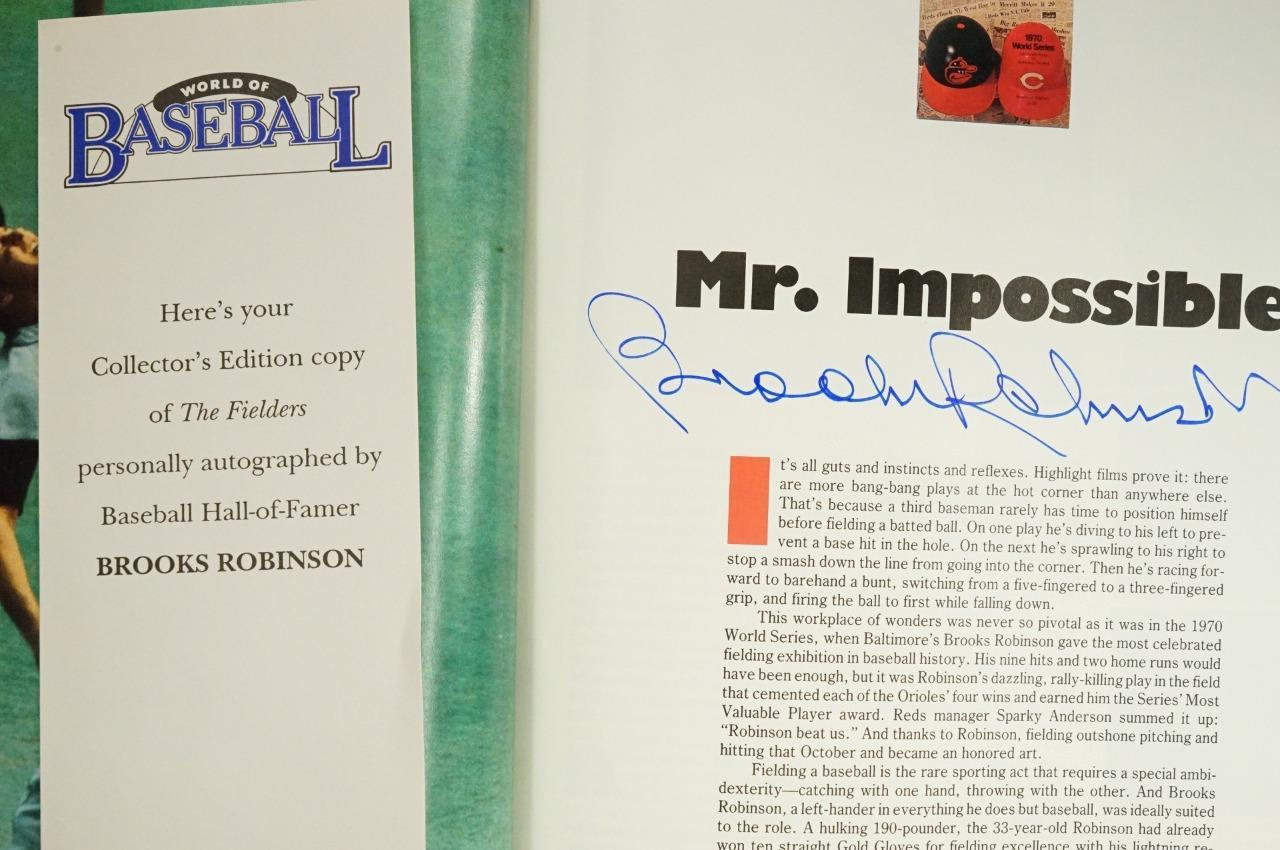 WORLD OF
BASEBALL
Here's your
Collector's Edition copy
of The Fielders
personally autographed by
Baseball Hall-of-Famer
BROOKS ROBINSON
1970
World Series
Mr. Impossible
Brooks Robinson
t's all guts and instincts and reflexes. Highlight films prove it: there
are more bang-bang plays at the hot corner than anywhere else.
That's because a third baseman rarely has time to position himself
before fielding a batted ball. On one play he's diving to his left to pre-
vent a base hit in the hole. On the next he's sprawling to his right to
stop a smash down the line from going into the corner. Then he's racing for-
ward to barehand a bunt, switching from a five-fingered to a three-fingered
grip, and firing the ball to first while falling down.
This workplace of wonders was never so pivotal as it was in the 1970
World Series, when Baltimore's Brooks Robinson gave the most celebrated
fielding exhibition in baseball history. His nine hits and two home runs would
have been enough, but it was Robinson's dazzling, rally-killing play in the field
that cemented each of the Orioles' four wins and earned him the Series' Most
Valuable Player award. Reds manager Sparky Anderson summed it up:
"Robinson beat us." And thanks to Robinson, fielding outshone pitching and
hitting that October and became an honored art.
Fielding a baseball is the rare sporting act that requires a special ambi-
dexterity—catching with one hand, throwing with the other. And Brooks
Robinson, a left-hander in everything he does but baseball, was ideally suited
to the role. A hulking 190-pounder, the 33-year-old Robinson had already
won ten straight Gold Gloves for fielding excellence with his lightning re-